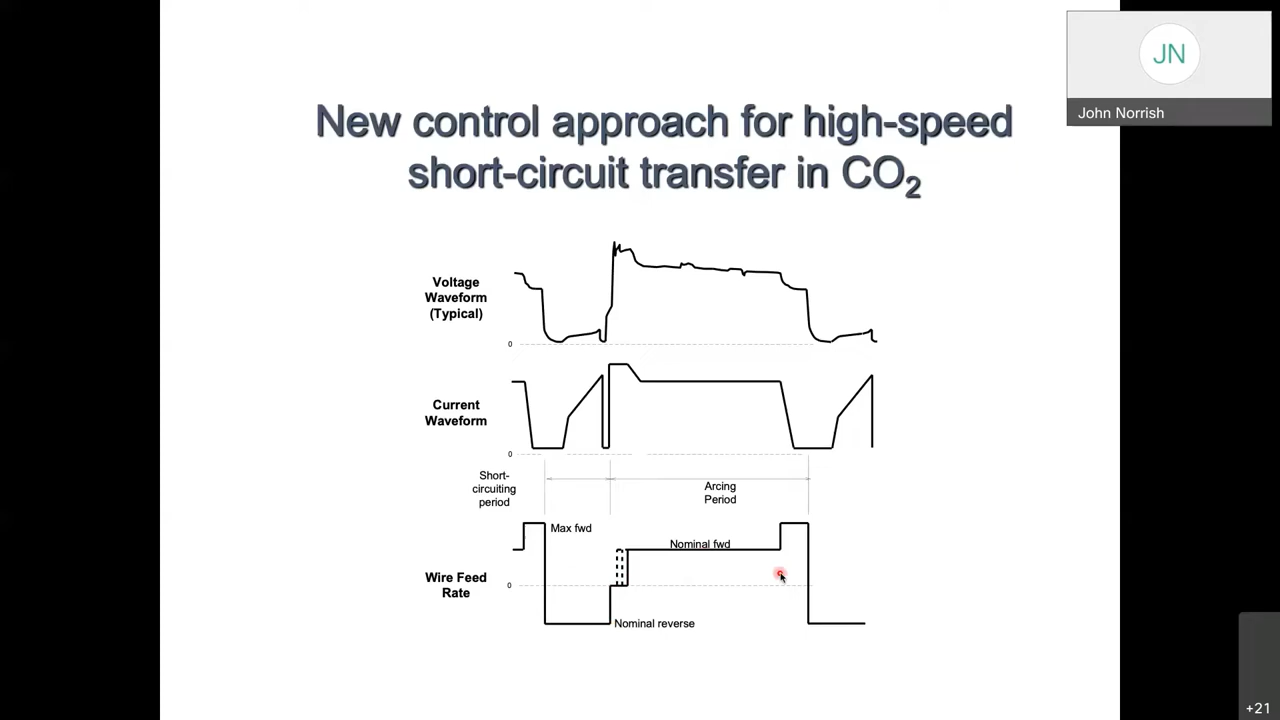 JN
John Norrish
New control approach for high-speed
short-circuit transfer in CO₂
Voltage
Waveform
(Typical)
0
Current
Waveform
0
Short-
circuiting
period
Arcing
Period
Max fwd
Nominal fwd
Wire Feed
Rate
0
Nominal reverse
+21